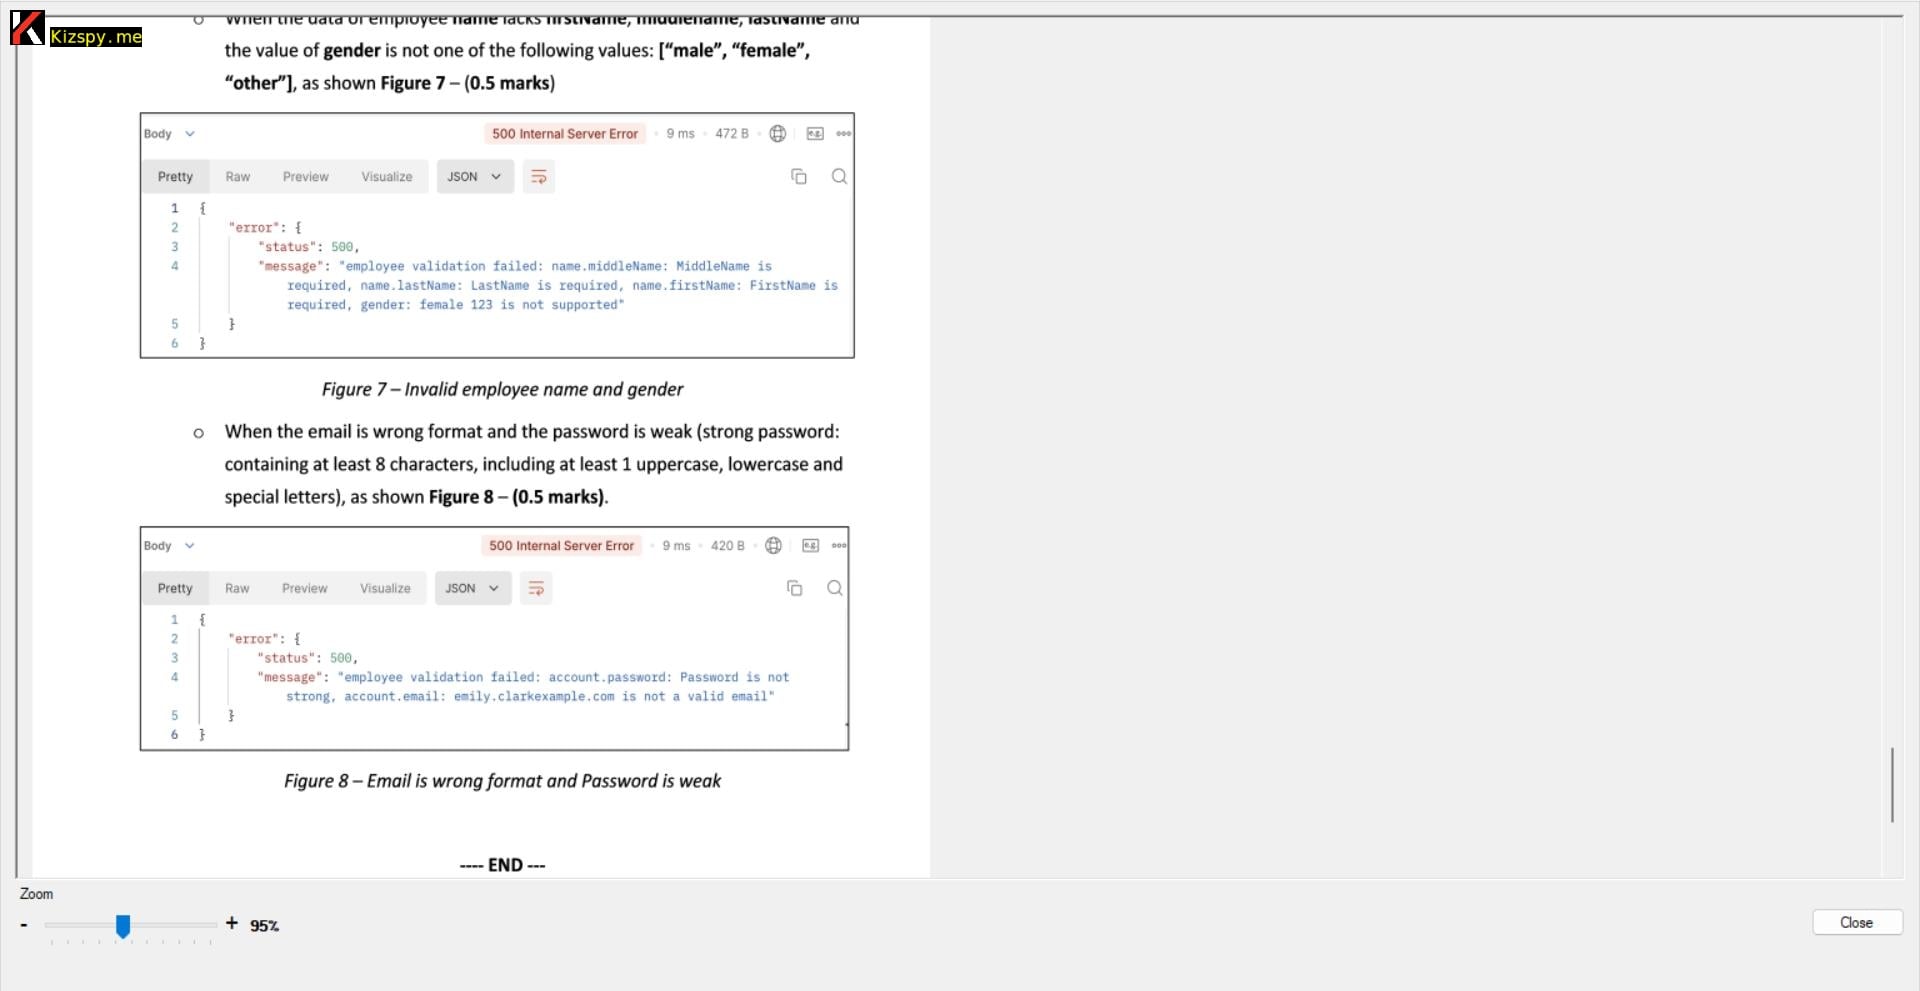 Kizspy.me
o When the data of employee name lacks firstName, middlename, lastName and
the value of gender is not one of the following values: [“male”, “female”,
“other”], as shown Figure 7 – (0.5 marks)
Body 500 Internal Server Error 9 ms 472 B e.g.
Pretty Raw Preview Visualize JSON
1 {
2 "error": {
3 "status": 500,
4 "message": "employee validation failed: name.middleName: MiddleName is
required, name.lastName: LastName is required, name.firstName: FirstName is
required, gender: female 123 is not supported"
5 }
6 }
Figure 7 – Invalid employee name and gender
o When the email is wrong format and the password is weak (strong password:
containing at least 8 characters, including at least 1 uppercase, lowercase and
special letters), as shown Figure 8 – (0.5 marks).
Body 500 Internal Server Error 9 ms 420 B e.g.
Pretty Raw Preview Visualize JSON
1 {
2 "error": {
3 "status": 500,
4 "message": "employee validation failed: account.password: Password is not
strong, account.email: emily.clarkexample.com is not a valid email"
5 }
6 }
Figure 8 – Email is wrong format and Password is weak
---- END ---
Zoom
- + 95%
Close